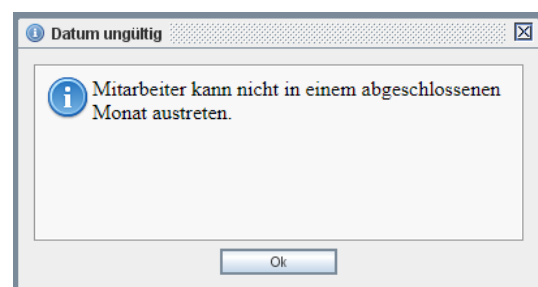 Datum ungültig
Mitarbeiter kann nicht in einem abgeschlossenen
Monat austreten.
Ok